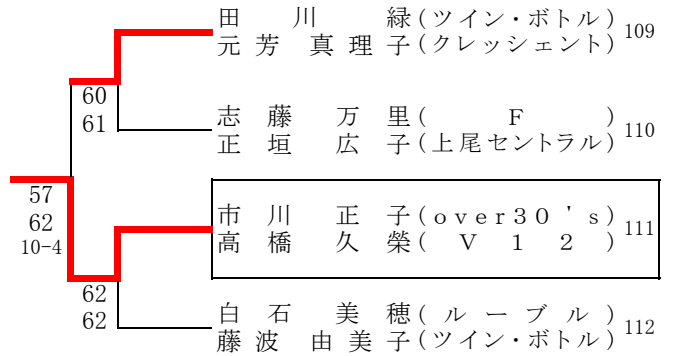 田川 緑(ツイン・ボトル)
元芳 真理子(クレッシェント) 109
60
61
志藤 万里(F)
正垣 広子(上尾セントラル) 110
57
62
10-4
市川 正子(over30's)
高橋 久榮(V12) 111
62
62
白石 美穂(ルーブル)
藤波 由美子(ツイン・ボトル) 112